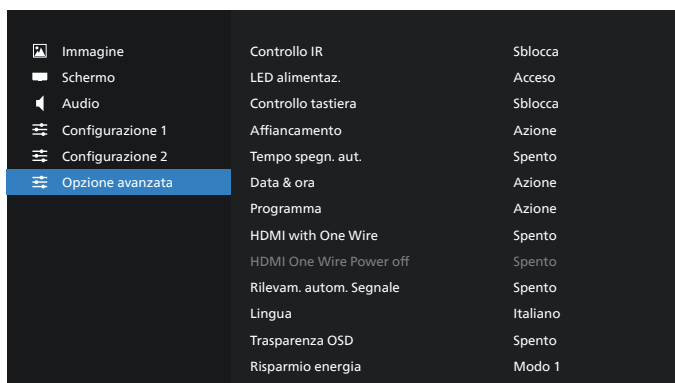 Immagine
Schermo
Audio
Configurazione 1
Configurazione 2
Opzione avanzata
Controllo IR Sblocca
LED alimentaz. Acceso
Controllo tastiera Sblocca
Affiancamento Azione
Tempo spegn. aut. Spento
Data & ora Azione
Programma Azione
HDMI with One Wire Spento
HDMI One Wire Power off Spento
Rilevam. autom. Segnale Spento
Lingua Italiano
Trasparenza OSD Spento
Risparmio energia Modo 1